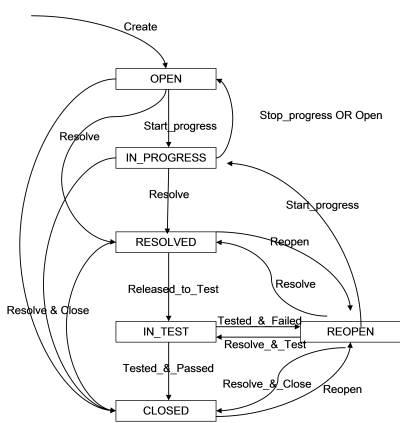 Create
OPEN
Stop_progress OR Open
Start_progress
Resolve
IN_PROGRESS
Resolve
Start_progress
RESOLVED
Reopen
Resolve
Released_to_Test
Resolve & Close
Tested_&_Failed
IN_TEST
REOPEN
Resolve_&_Test
Tested_&_Passed
Resolve_&_Close
Reopen
CLOSED